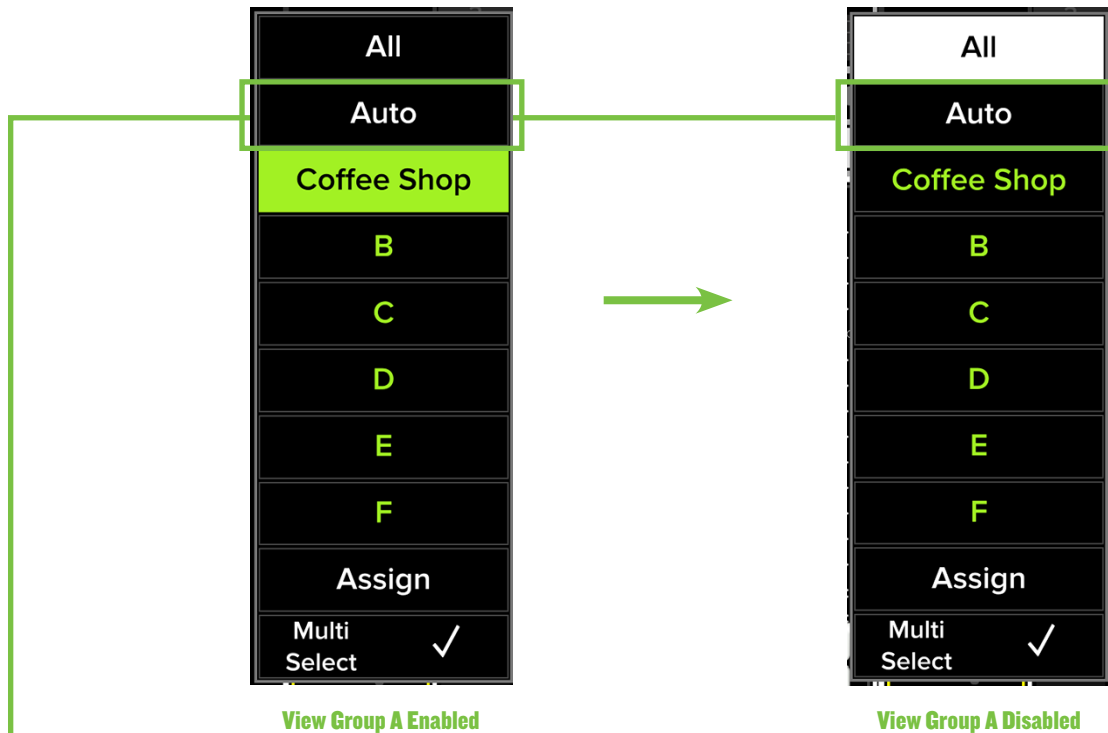 All
Auto
Coffee Shop
B
C
D
E
F
Assign
Multi
Select
View Group A Enabled
All
Auto
Coffee Shop
B
C
D
E
F
Assign
Multi
Select
View Group A Disabled